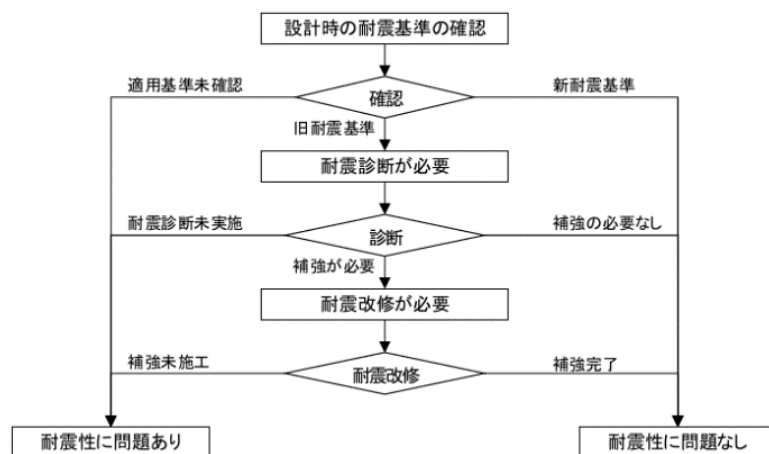 設計時の耐震基準の確認
適用基準未確認
確認
新耐震基準
旧耐震基準
耐震診断が必要
耐震診断未実施
診断
補強の必要なし
補強が必要
耐震改修が必要
補強未施工
耐震改修
補強完了
耐震性に問題あり
耐震性に問題なし